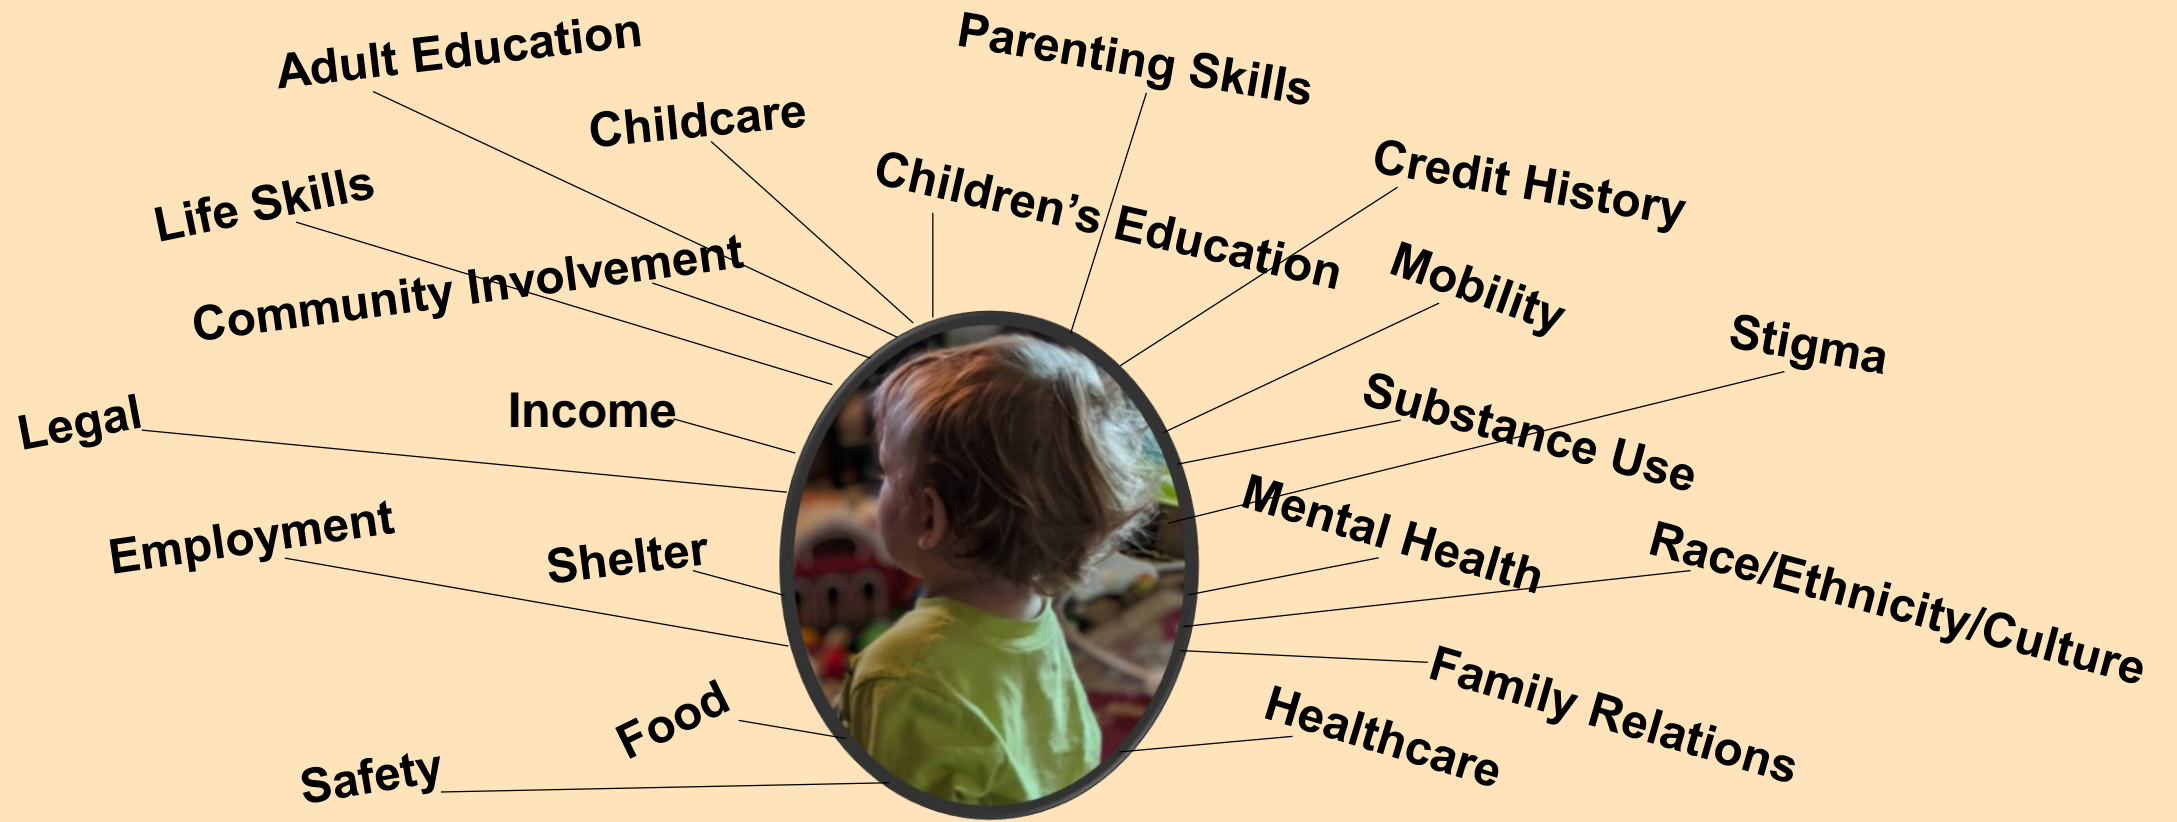 Adult Education
Parenting Skills
Childcare
Credit History
Children’s Education
Life Skills
Community Involvement
Mobility
Stigma
Income
Legal
Substance Use
Mental Health
Employment
Shelter
Race/Ethnicity/Culture
Family Relations
Food
Healthcare
Safety